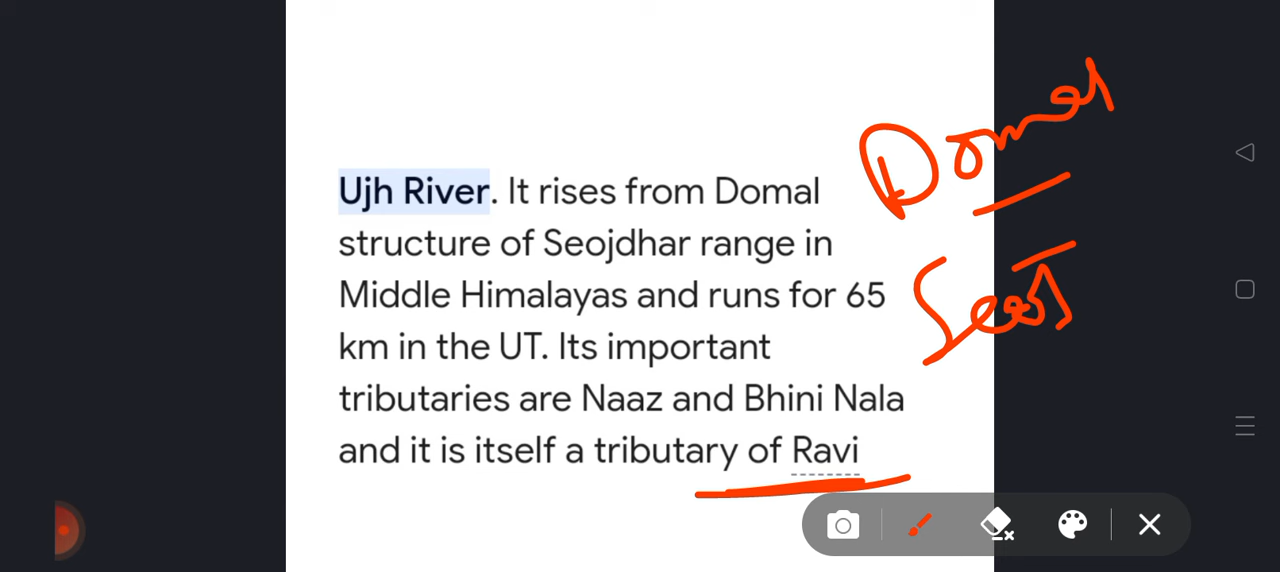 Ujh River. It rises from Domal
structure of Seojdhar range in
Middle Himalayas and runs for 65
km in the UT. Its important
tributaries are Naaz and Bhini Nala
and it is itself a tributary of Ravi
Domel